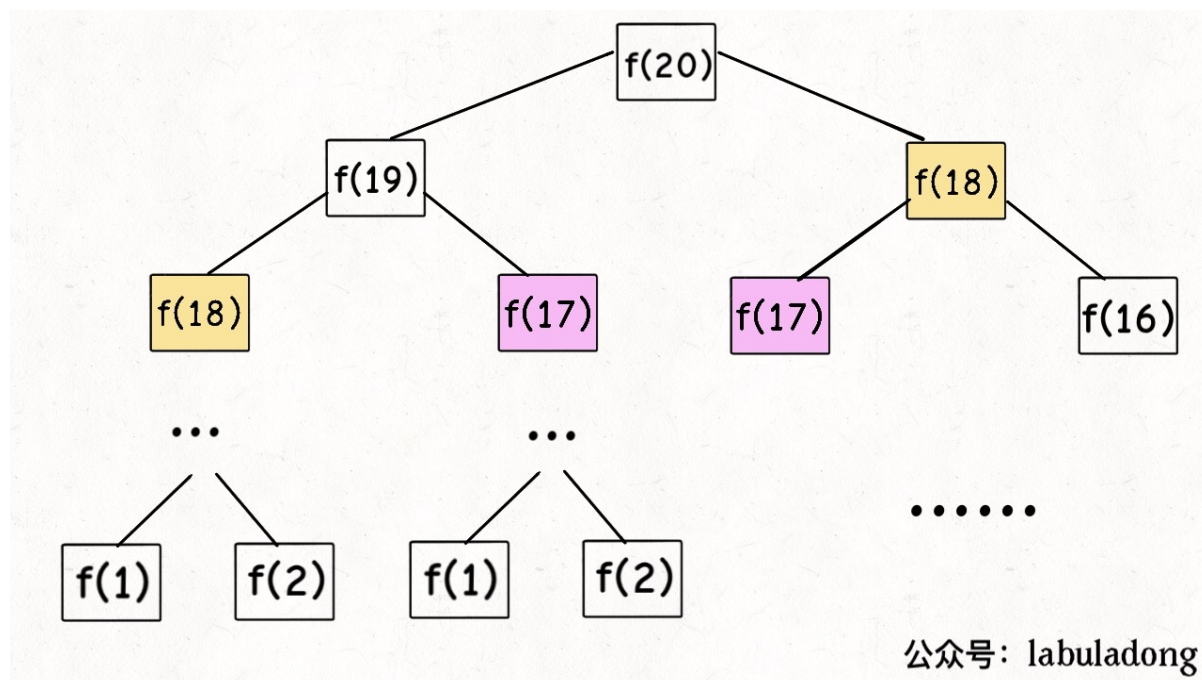 f(20)
f(19)
f(18)
f(18)
f(17)
f(17)
f(16)
...
...
......
f(1)
f(2)
f(1)
f(2)
公众号：labuladong